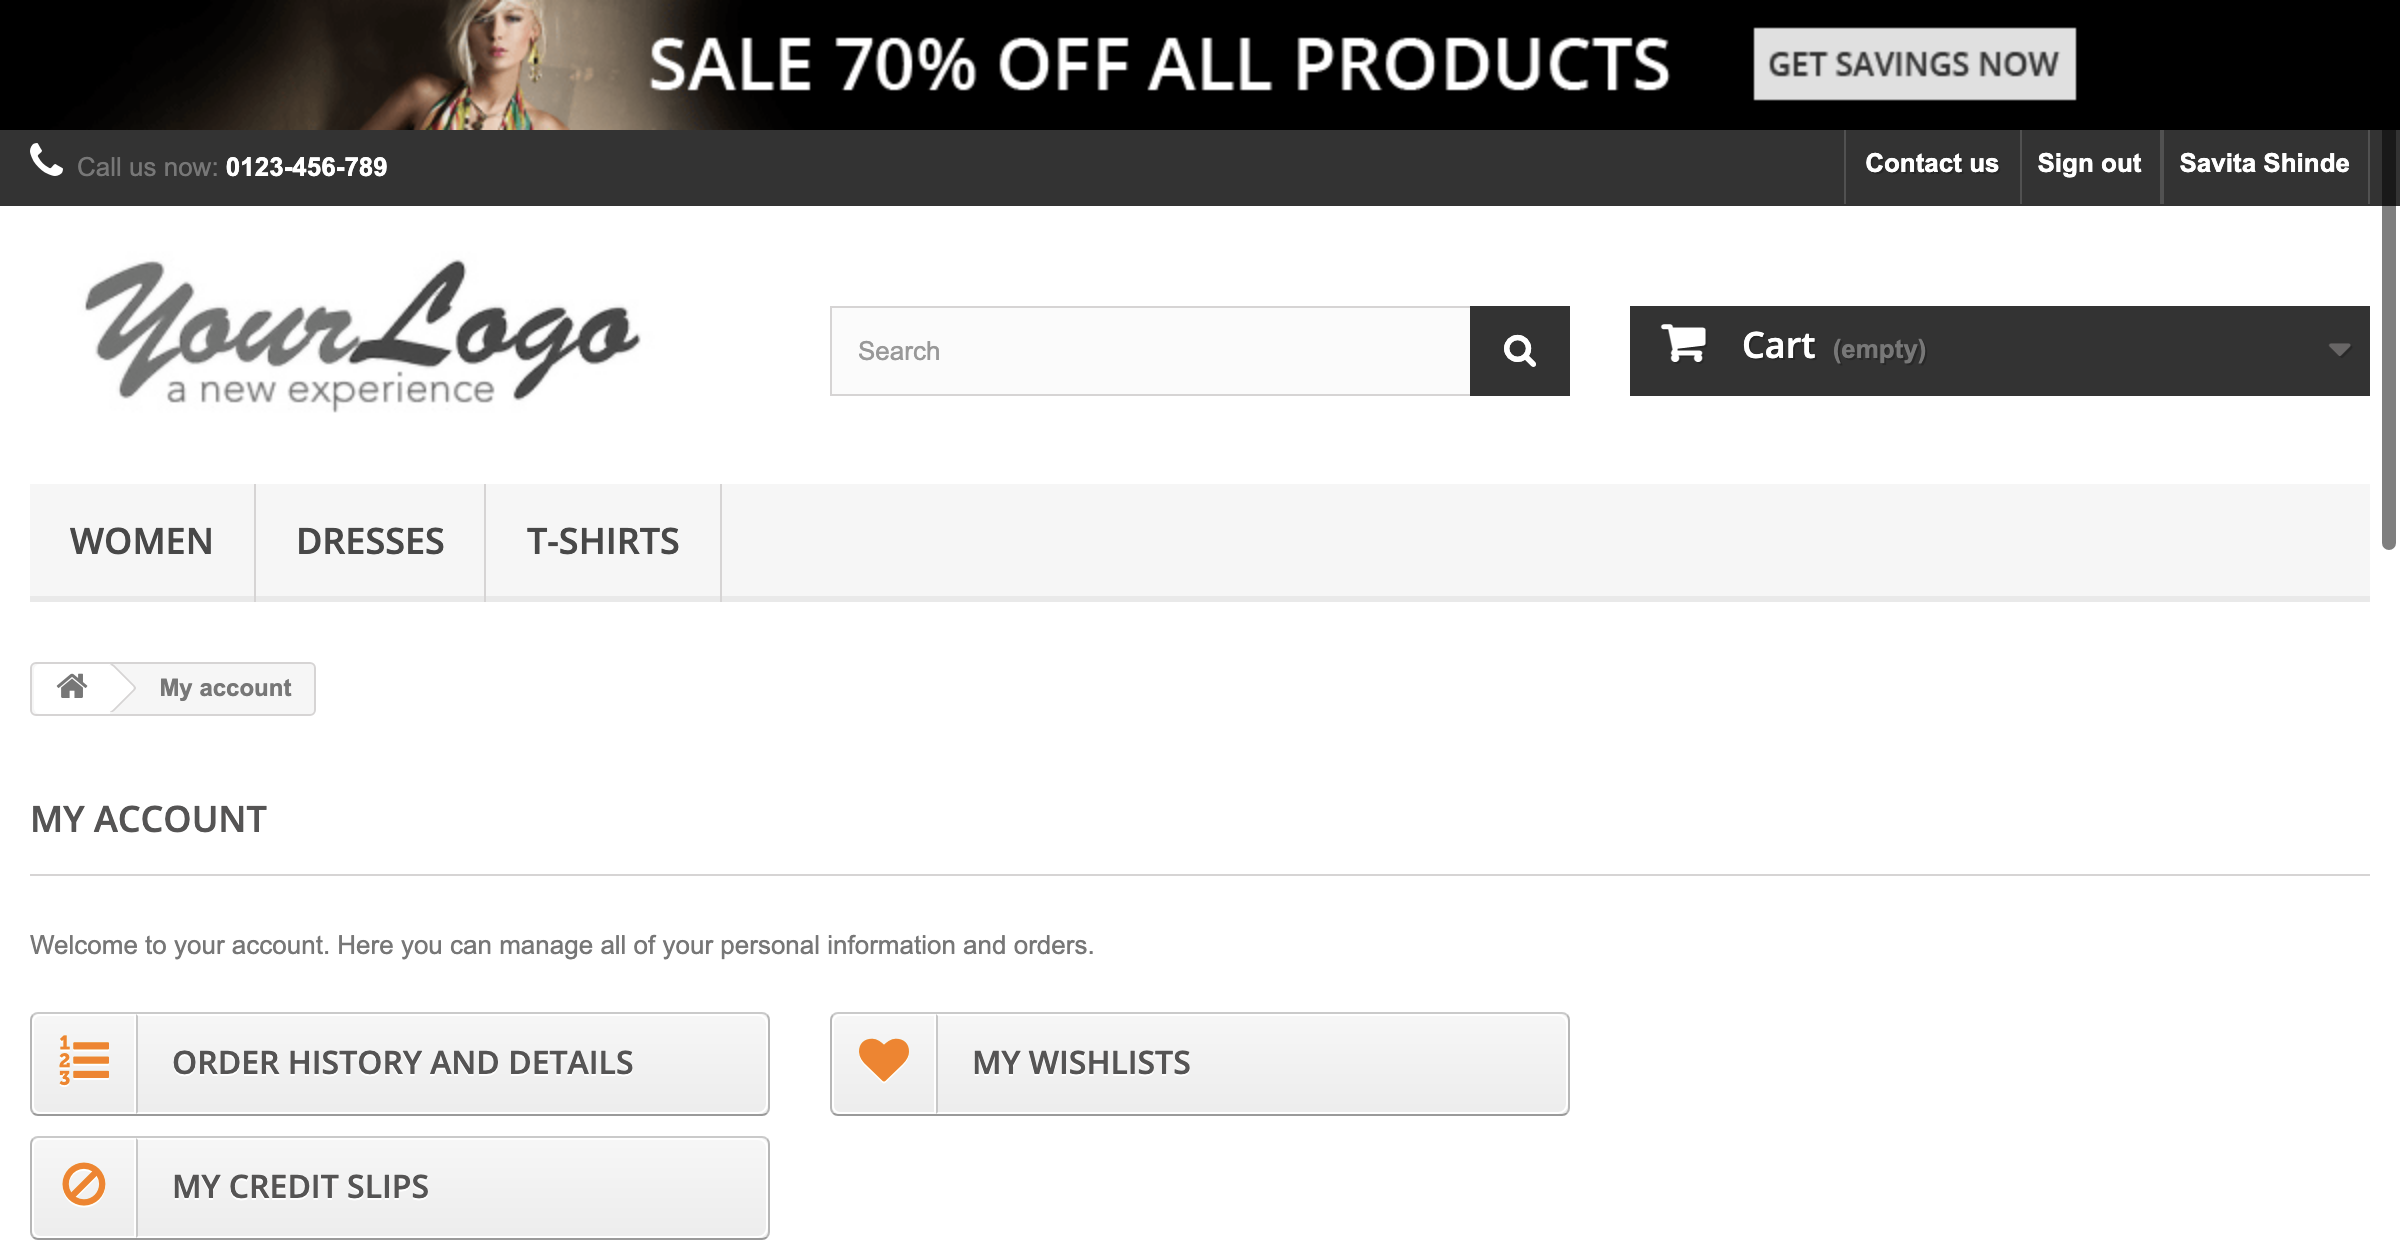 SALE 70% OFF ALL PRODUCTS GET SAVINGS NOW
Call us now: 0123-456-789 Contact us Sign out Savita Shinde
YourLogo
a new experience
Search
Cart (empty)
WOMEN DRESSES T-SHIRTS
My account
MY ACCOUNT
Welcome to your account. Here you can manage all of your personal information and orders.
1
2
3
ORDER HISTORY AND DETAILS
MY WISHLISTS
MY CREDIT SLIPS